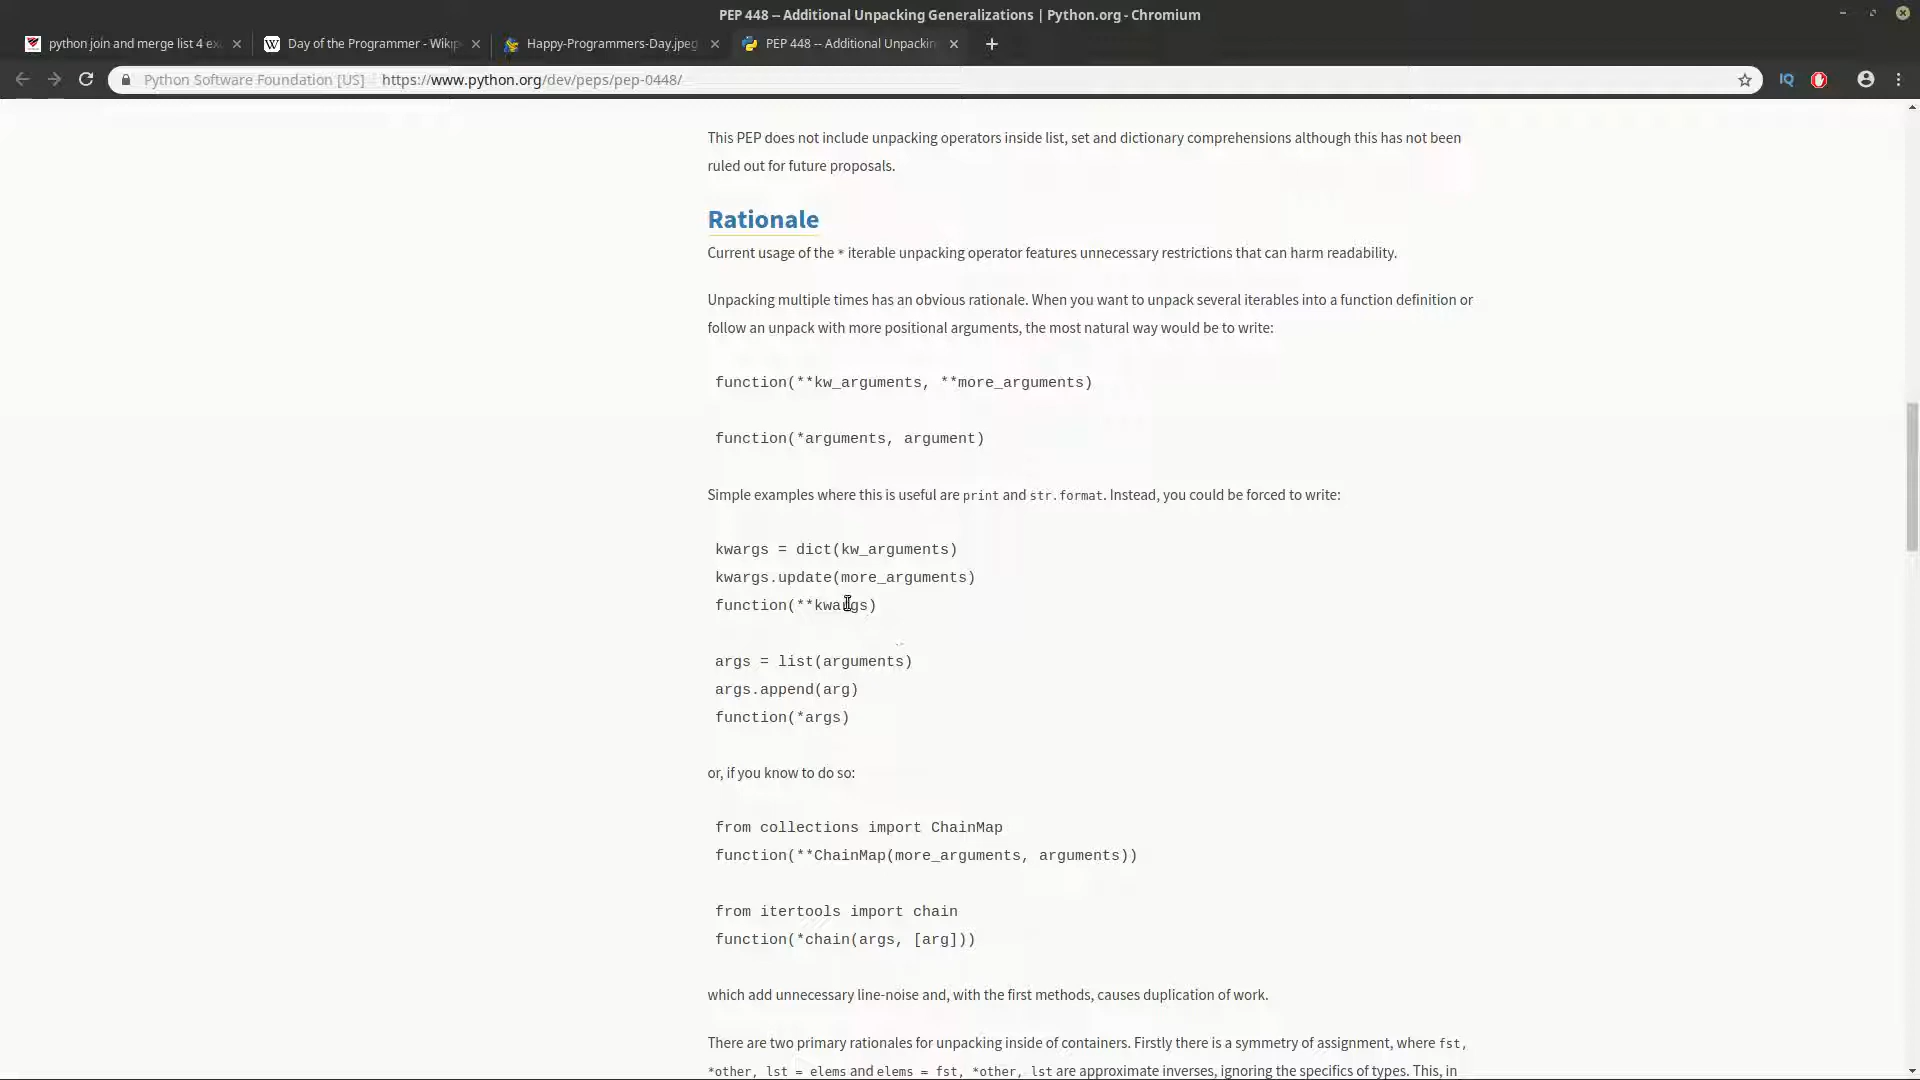 PEP 448 -- Additional Unpacking Generalizations | Python.org - Chromium
python join and merge list 4 ex
Day of the Programmer - Wikip
Happy-Programmers-Day.jpeg
PEP 448 -- Additional Unpackin
Python Software Foundation [US] https://www.python.org/dev/peps/pep-0448/
IQ
This PEP does not include unpacking operators inside list, set and dictionary comprehensions although this has not been
ruled out for future proposals.
Rationale
Current usage of the * iterable unpacking operator features unnecessary restrictions that can harm readability.
Unpacking multiple times has an obvious rationale. When you want to unpack several iterables into a function definition or
follow an unpack with more positional arguments, the most natural way would be to write:
function(**kw_arguments, **more_arguments)
function(*arguments, argument)
Simple examples where this is useful are print and str.format. Instead, you could be forced to write:
kwargs = dict(kw_arguments)
kwargs.update(more_arguments)
function(**kwargs)
args = list(arguments)
args.append(arg)
function(*args)
or, if you know to do so:
from collections import ChainMap
function(**ChainMap(more_arguments, arguments))
from itertools import chain
function(*chain(args, [arg]))
which add unnecessary line-noise and, with the first methods, causes duplication of work.
There are two primary rationales for unpacking inside of containers. Firstly there is a symmetry of assignment, where fst,
*other, lst = elems and elems = fst, *other, lst are approximate inverses, ignoring the specifics of types. This, in